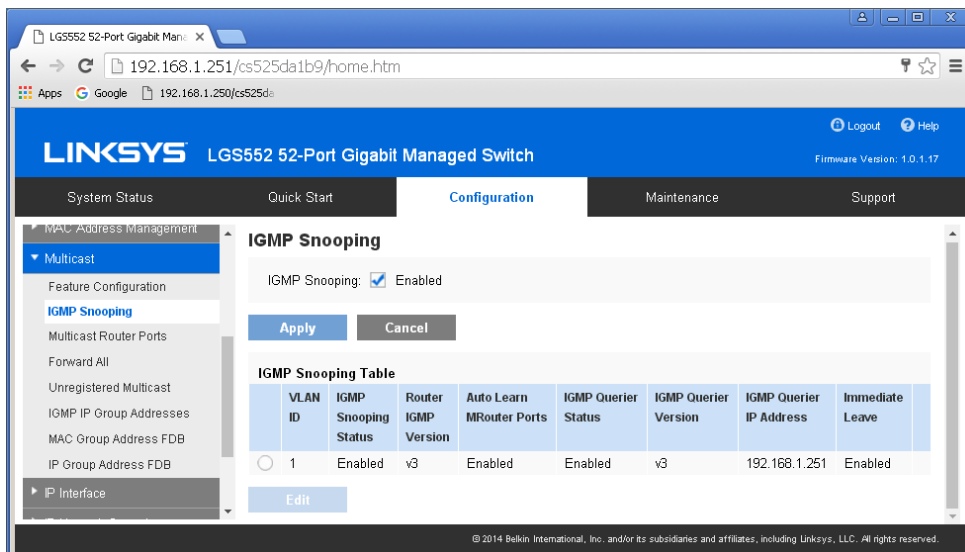 LGS552 52-Port Gigabit Mana
192.168.1.251/cs525da1b9/home.htm
Apps Google 192.168.1.250/cs525da
Logout Help
LINKSYS LGS552 52-Port Gigabit Managed Switch
Firmware Version: 1.0.1.17
System Status Quick Start Configuration Maintenance Support
MAC Address Management
Multicast
Feature Configuration
IGMP Snooping
Multicast Router Ports
Forward All
Unregistered Multicast
IGMP IP Group Addresses
MAC Group Address FDB
IP Group Address FDB
IP Interface
IGMP Snooping
IGMP Snooping: Enabled
Apply Cancel
IGMP Snooping Table
VLAN ID IGMP Snooping Status Router IGMP Version Auto Learn MRouter Ports IGMP Querier Status IGMP Querier Version IGMP Querier IP Address Immediate Leave
1 Enabled v3 Enabled Enabled v3 192.168.1.251 Enabled
Edit
© 2014 Belkin International, Inc. and/or its subsidiaries and affiliates, including Linksys, LLC. All rights reserved.